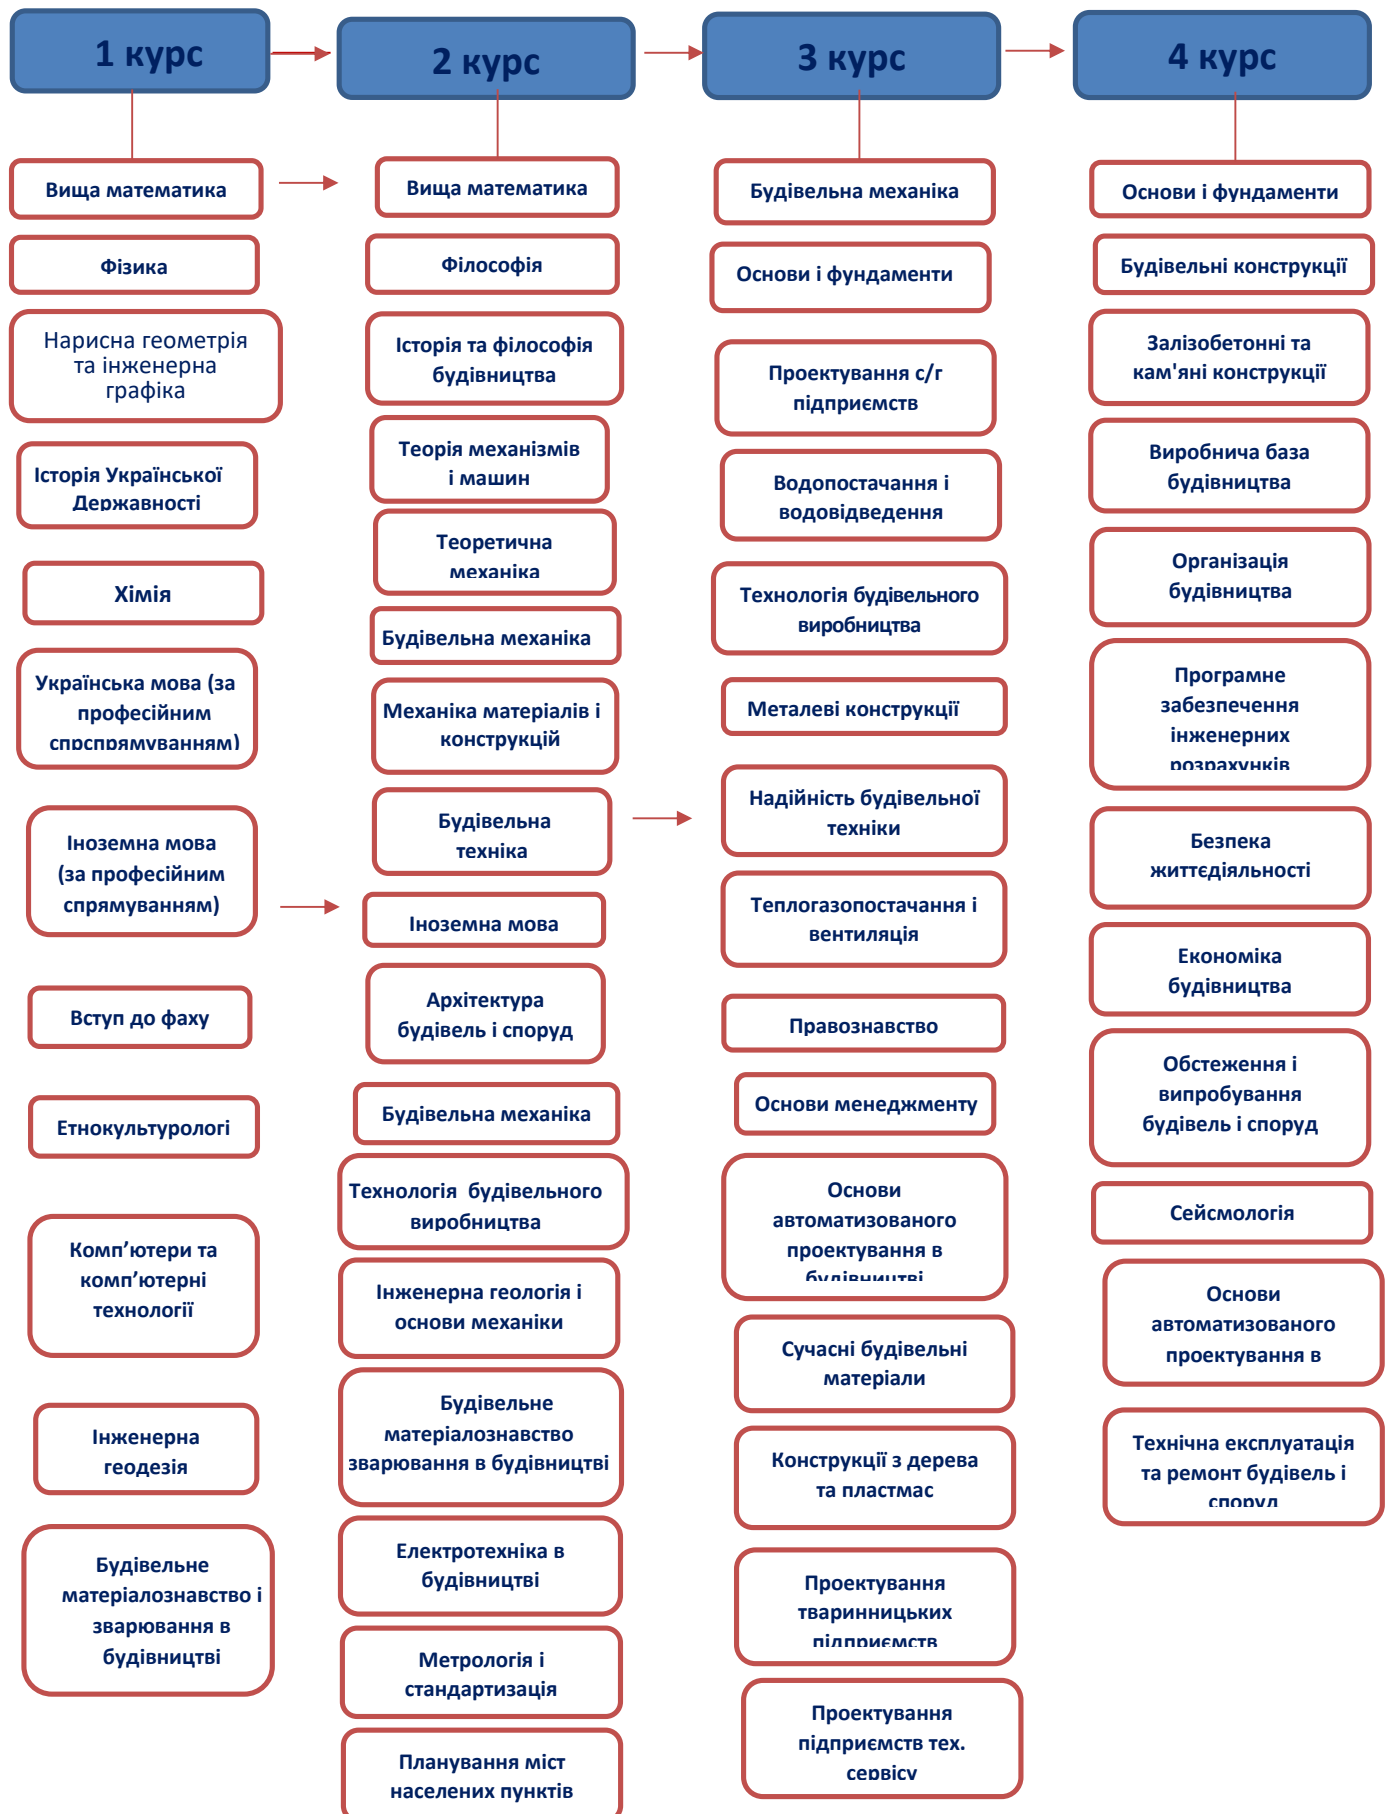 1 курс
2 курс
3 курс
4 курс
Вища математика
Фізика
Нарисна геометрія
та інженерна
графіка
Історія Української
Державності
Хімія
Українська мова (за
професійним
спрспрямуванням)
Іноземна мова
(за професійним
спрямуванням)
Вступ до фаху
Етнокультурологі
Комп’ютери та
комп’ютерні
технології
Інженерна
геодезія
Будівельне
матеріалознавство і
зварювання в
будівництві
Вища математика
Філософія
Історія та філософія
будівництва
Теорія механізмів
і машин
Теоретична
механіка
Будівельна механіка
Механіка матеріалів і
конструкцій
Будівельна
техніка
Іноземна мова
Архітектура
будівель і споруд
Будівельна механіка
Технологія будівельного
виробництва
Інженерна геологія і
основи механіки
Будівельне
матеріалознавство
зварювання в будівництві
Електротехніка в
будівництві
Метрологія і
стандартизація
Планування міст
населених пунктів
Будівельна механіка
Основи і фундаменти
Проектування с/г
підприємств
Водопостачання і
водовідведення
Технологія будівельного
виробництва
Металеві конструкції
Надійність будівельної
техніки
Теплогазопостачання і
вентиляція
Правознавство
Основи менеджменту
Основи
автоматизованого
проектування в
будівництві
Сучасні будівельні
матеріали
Конструкції з дерева
та пластмас
Проектування
тваринницьких
підприємств
Проектування
підприємств тех.
сервісу
Основи і фундаменти
Будівельні конструкції
Залізобетонні та
кам'яні конструкції
Виробнича база
будівництва
Організація
будівництва
Програмне
забезпечення
інженерних
розрахунків
Безпека
життєдіяльності
Економіка
будівництва
Обстеження і
випробування
будівель і споруд
Сейсмологія
Основи
автоматизованого
проектування в
Технічна експлуатація
та ремонт будівель і
споруд